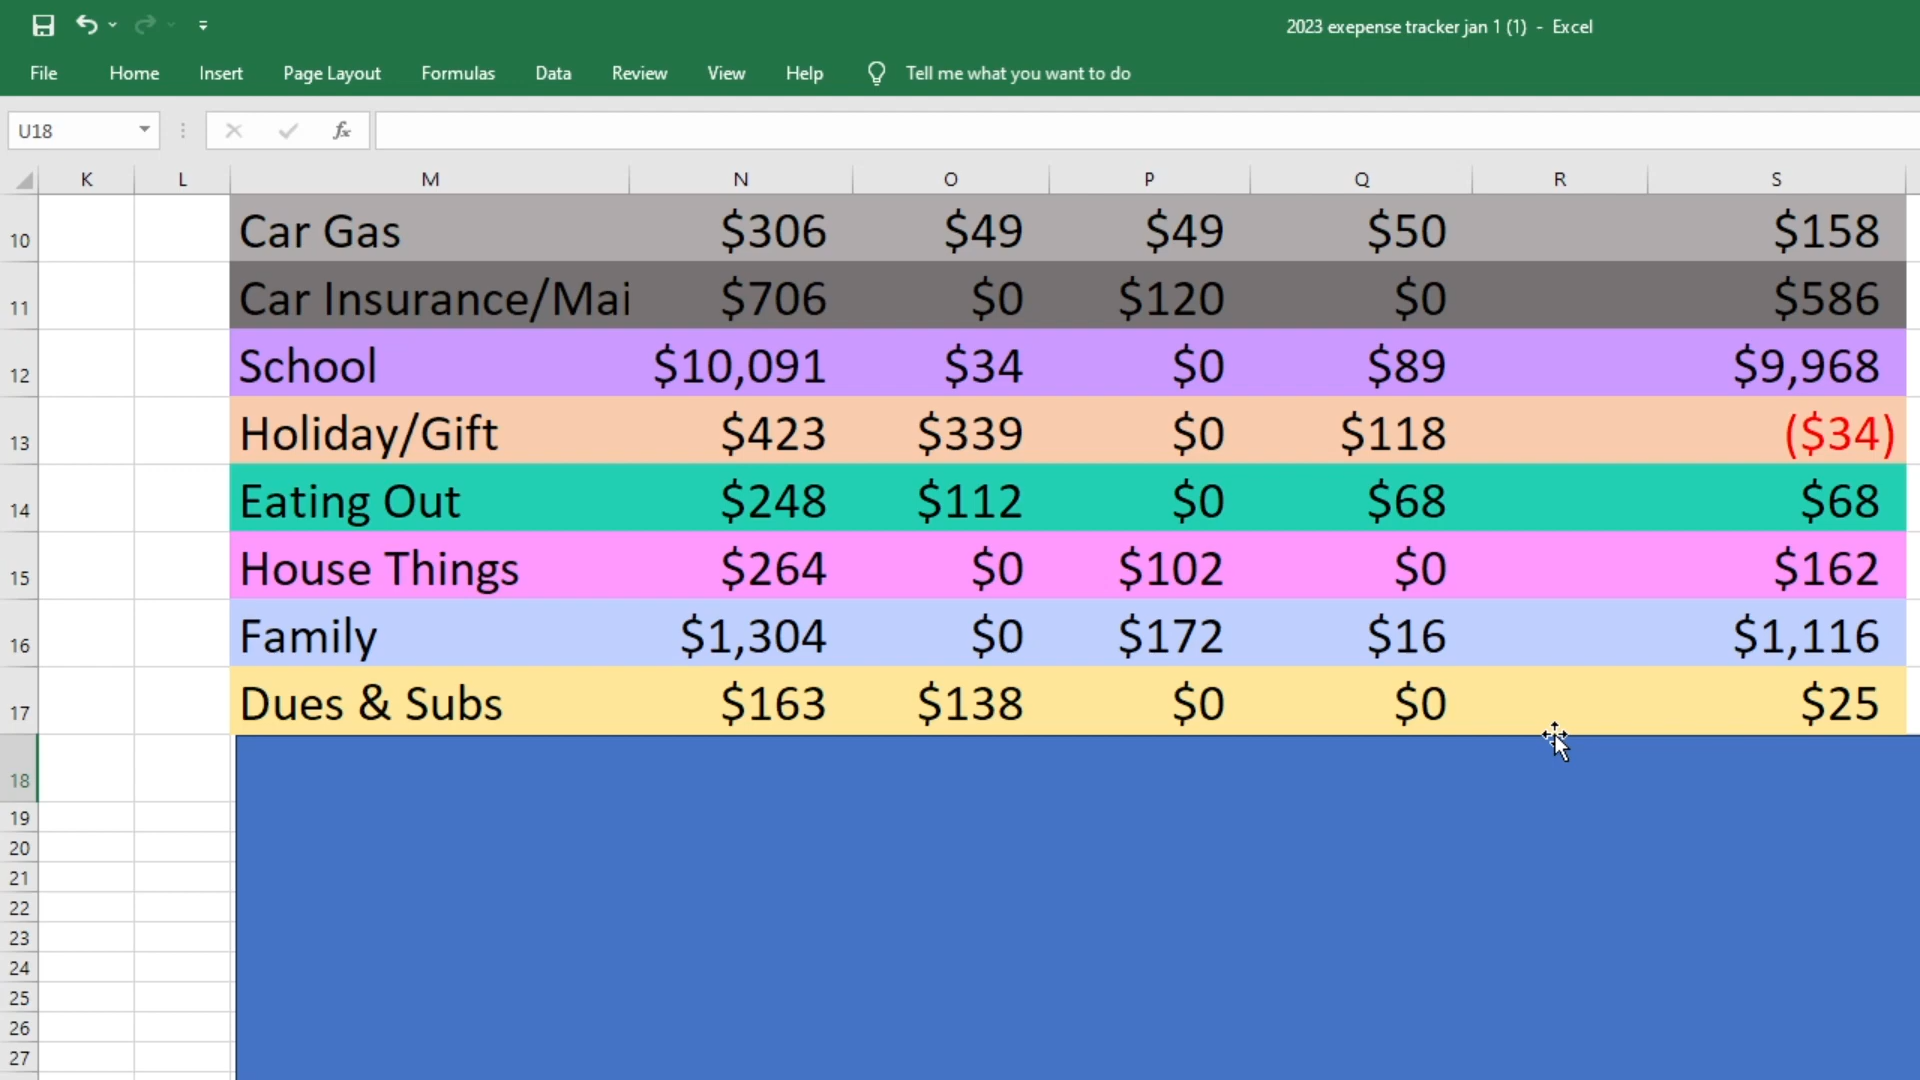 2023 exepense tracker jan 1 (1) - Excel
File Home Insert Page Layout Formulas Data Review View Help Tell me what you want to do
U18 fx
K L M N O P Q R S
10 Car Gas $306 $49 $49 $50 $158
11 Car Insurance/Mai $706 $0 $120 $0 $586
12 School $10,091 $34 $0 $89 $9,968
13 Holiday/Gift $423 $339 $0 $118 ($34)
14 Eating Out $248 $112 $0 $68 $68
15 House Things $264 $0 $102 $0 $162
16 Family $1,304 $0 $172 $16 $1,116
17 Dues & Subs $163 $138 $0 $0 $25
18
19
20
21
22
23
24
25
26
27